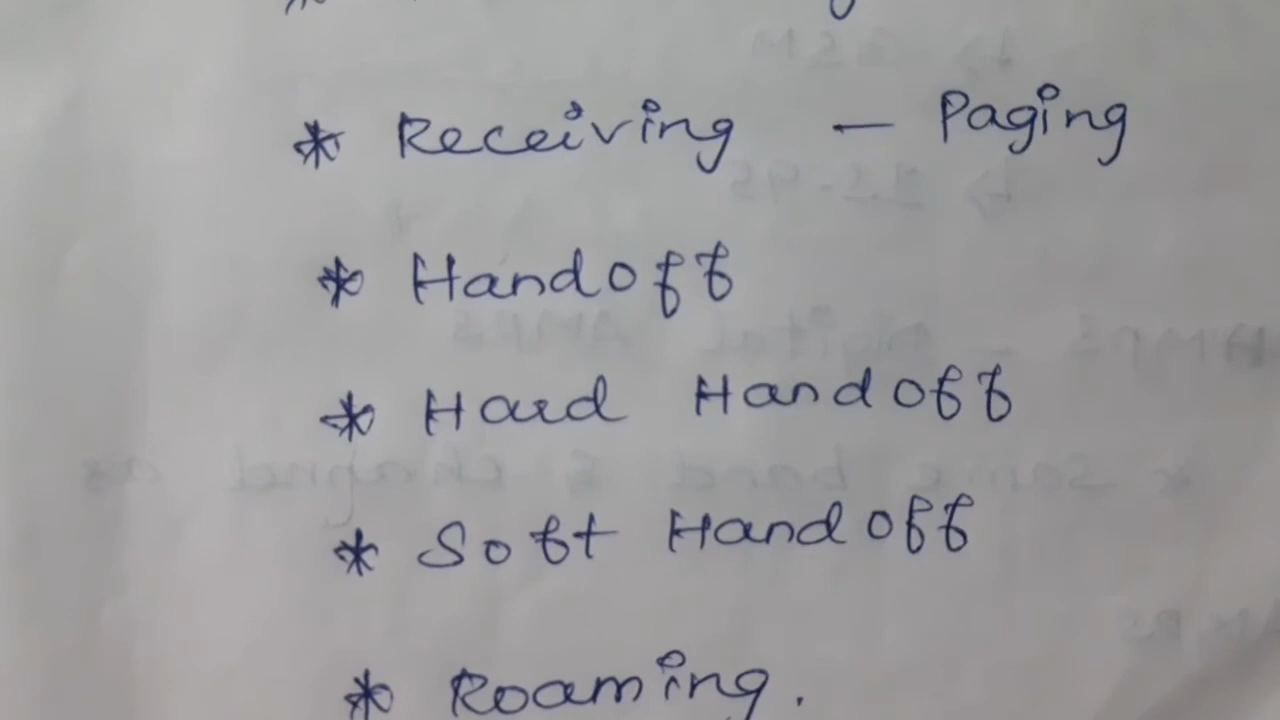 * Receiving – Paging
* Handoff
* Hard Handoff
* Soft Handoff
* Roaming.